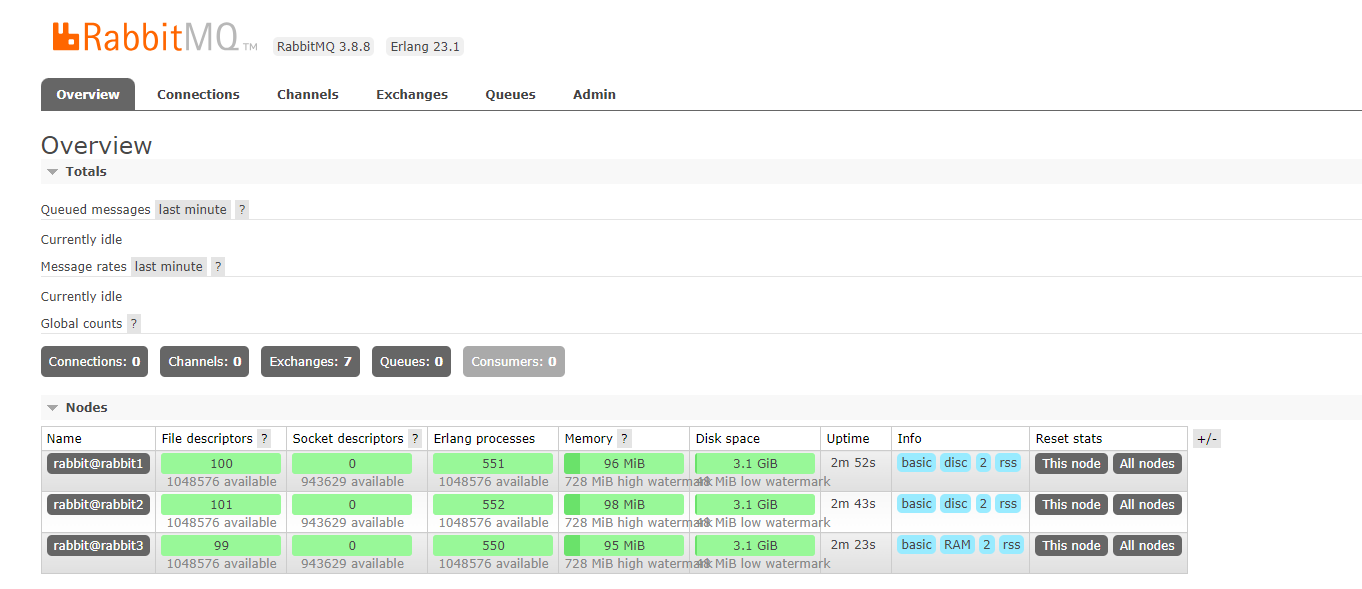 RabbitMQ TM RabbitMQ 3.8.8 Erlang 23.1
Overview Connections Channels Exchanges Queues Admin
Overview
Totals
Queued messages last minute ?
Currently idle
Message rates last minute ?
Currently idle
Global counts ?
Connections: 0 Channels: 0 Exchanges: 7 Queues: 0 Consumers: 0
Nodes
Name File descriptors ? Socket descriptors ? Erlang processes Memory ? Disk space Uptime Info Reset stats +/-
rabbit@rabbit1 100 0 551 96 MiB 3.1 GiB 2m 52s basic disc 2 rss This node All nodes
1048576 available 943629 available 1048576 available 728 MiB high watermark 48 MiB low watermark
rabbit@rabbit2 101 0 552 98 MiB 3.1 GiB 2m 43s basic disc 2 rss This node All nodes
1048576 available 943629 available 1048576 available 728 MiB high watermark 48 MiB low watermark
rabbit@rabbit3 99 0 550 95 MiB 3.1 GiB 2m 23s basic RAM 2 rss This node All nodes
1048576 available 943629 available 1048576 available 728 MiB high watermark 48 MiB low watermark